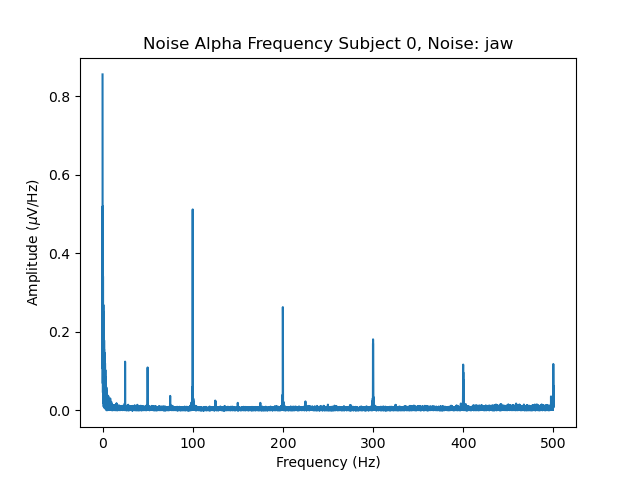 Noise Alpha Frequency Subject 0, Noise: jaw
Amplitude (μV/Hz)
0.8
0.6
0.4
0.2
0.0
0 100 200 300 400 500
Frequency (Hz)